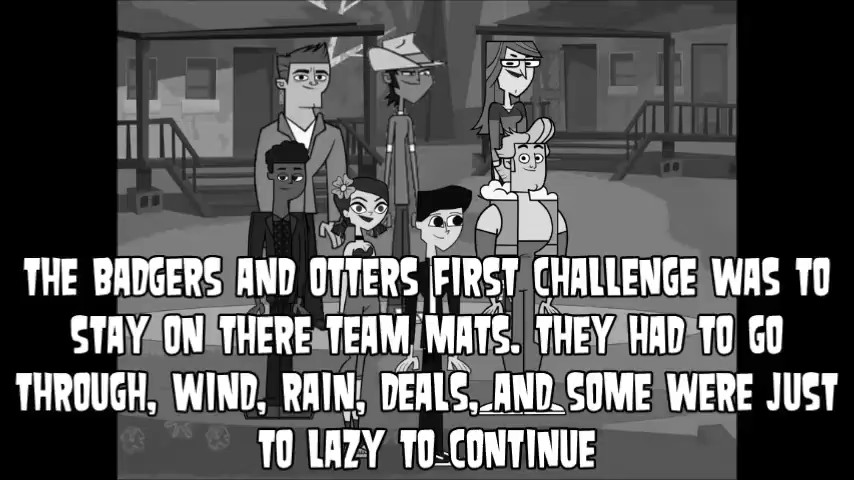 THE BADGERS AND OTTERS FIRST CHALLENGE WAS TO
STAY ON THERE TEAM MATS. THEY HAD TO GO
THROUGH, WIND, RAIN, DEALS, AND SOME WERE JUST
TO LAZY TO CONTINUE